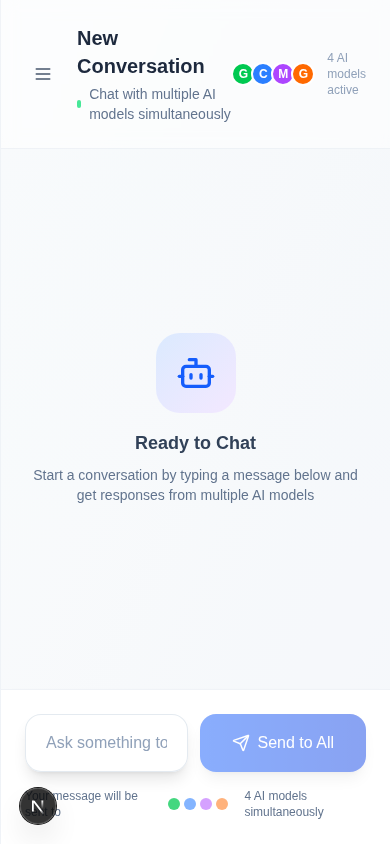 New
Conversation
Chat with multiple AI
models simultaneously
G C M G
4 AI
models
active
Ready to Chat
Start a conversation by typing a message below and
get responses from multiple AI models
Ask something to
Send to All
Your message will be
sent to
N
4 AI models
simultaneously